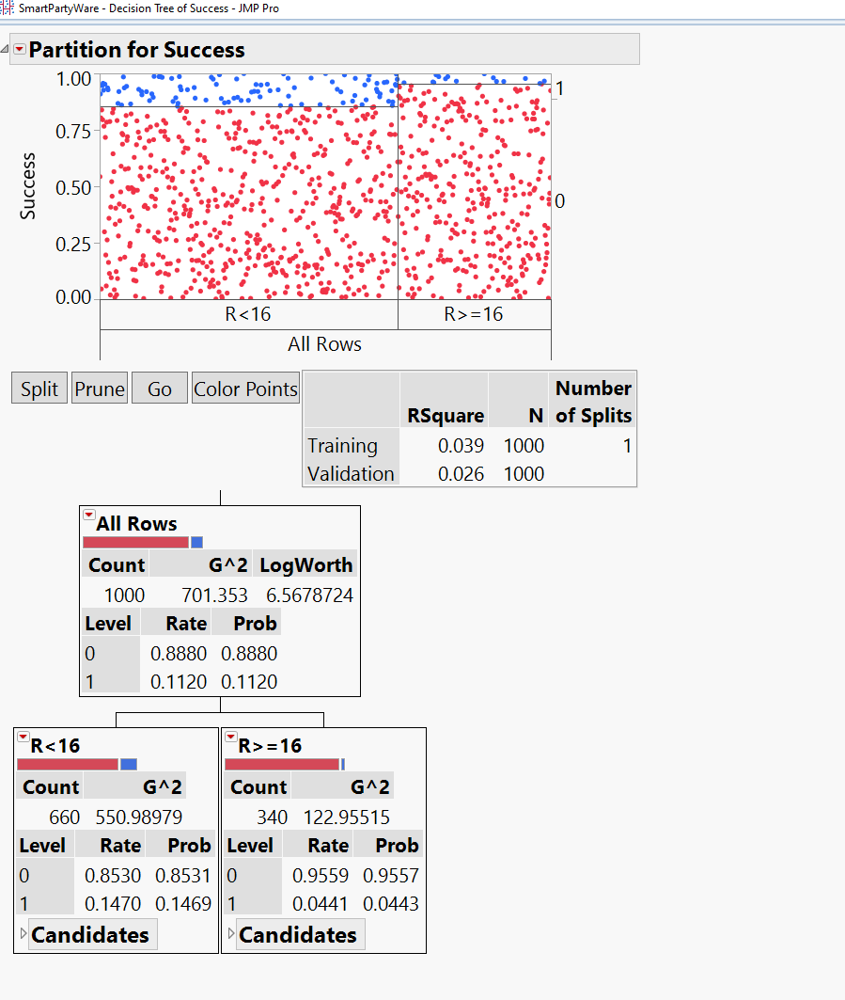 SmartPartyWare - Decision Tree of Success - JMP Pro
Partition for Success
1.00
0.75
0.50
0.25
0.00
Success
1
0
R<16 R>=16
All Rows
Split Prune Go Color Points
Number
RSquare N of Splits
Training 0.039 1000 1
Validation 0.026 1000
All Rows
Count G^2 LogWorth
1000 701.353 6.5678724
Level Rate Prob
0 0.8880 0.8880
1 0.1120 0.1120
R<16
Count G^2
660 550.98979
Level Rate Prob
0 0.8530 0.8531
1 0.1470 0.1469
Candidates
R>=16
Count G^2
340 122.95515
Level Rate Prob
0 0.9559 0.9557
1 0.0441 0.0443
Candidates